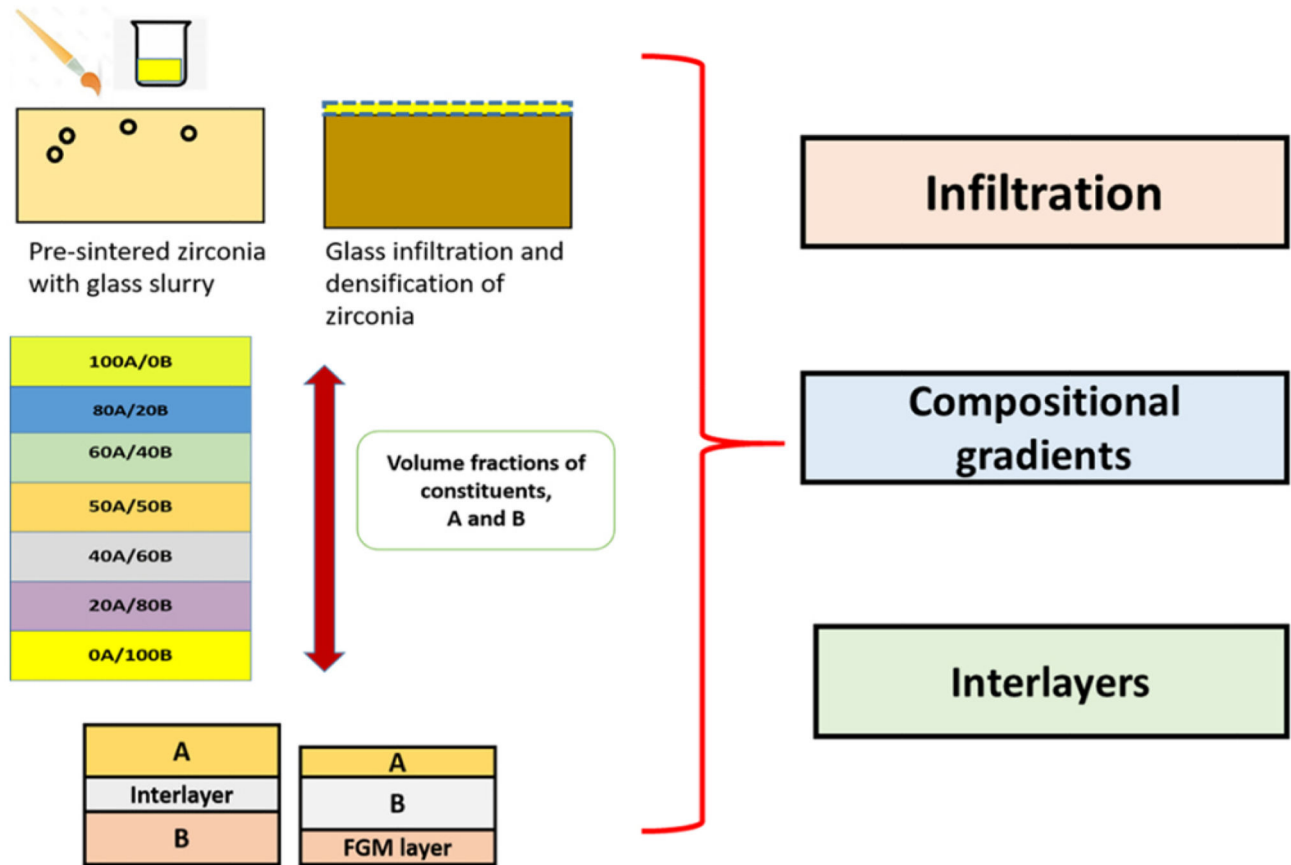 Pre-sintered zirconia
with glass slurry
Glass infiltration and
densification of
zirconia
100A/0B
80A/20B
60A/40B
50A/50B
40A/60B
20A/80B
0A/100B
Volume fractions of
constituents,
A and B
A
Interlayer
B
A
B
FGM layer
Infiltration
Compositional
gradients
Interlayers